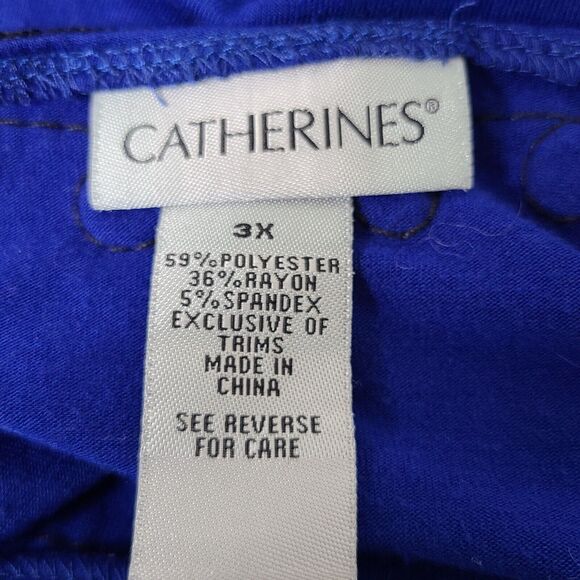 CATHERINES®
3X
59%POLYESTER
36%RAYON
5%SPANDEX
EXCLUSIVE OF
TRIMS
MADE IN
CHINA
SEE REVERSE
FOR CARE